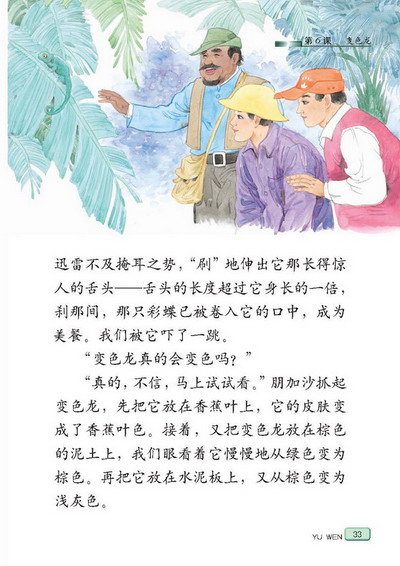 第6课 变色龙
迅雷不及掩耳之势，“刷”地伸出它那长得惊
人的舌头——舌头的长度超过它身长的一倍，
刹那间，那只彩蝶已被卷入它的口中，成为
美餐。我们被它吓了一跳。
“变色龙真的会变色吗？”
“真的，不信，马上试试看。”朋加沙抓起
变色龙，先把它放在香蕉叶上，它的皮肤变
成了香蕉叶色。接着，又把变色龙放在棕色
的泥土上，我们眼看着它慢慢地从绿色变为
棕色。再把它放在水泥板上，又从棕变为
浅灰色。
YU WEN 33